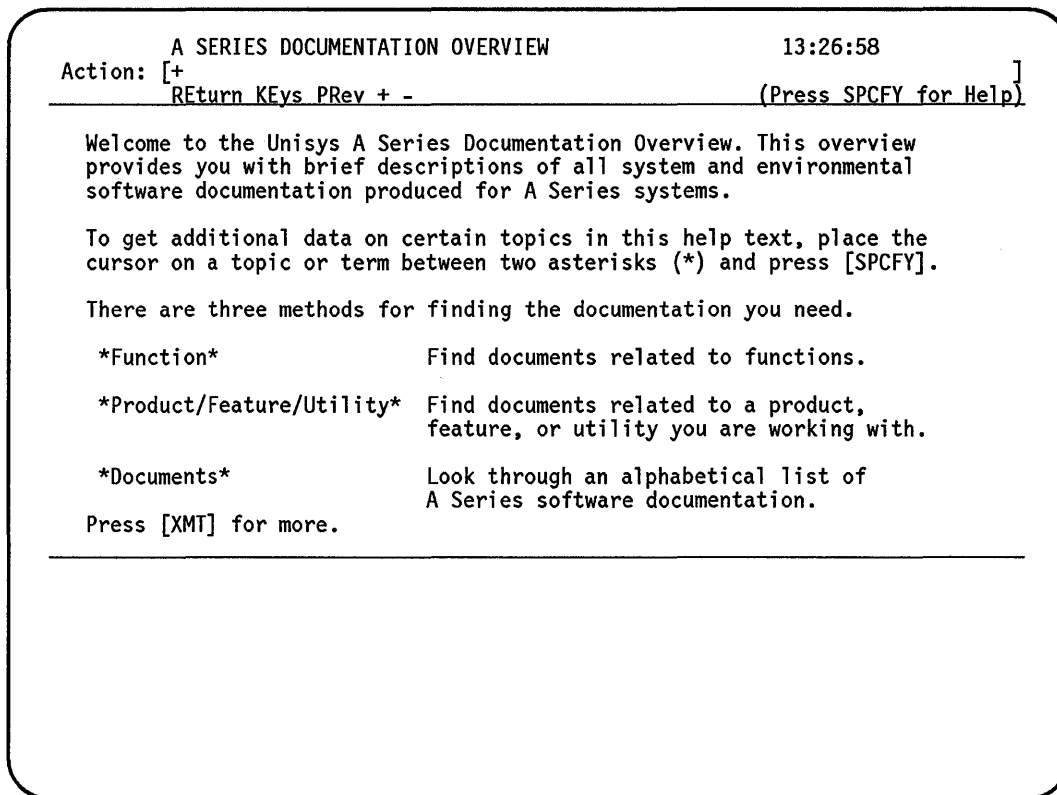 A SERIES DOCUMENTATION OVERVIEW 13:26:58
Action: [+ ]
REturn KEys PRev + - (Press SPCFY for Help)
Welcome to the Unisys A Series Documentation Overview. This overview
provides you with brief descriptions of all system and environmental
software documentation produced for A Series systems.
To get additional data on certain topics in this help text, place the
cursor on a topic or term between two asterisks (*) and press [SPCFY].
There are three methods for finding the documentation you need.
*Function* Find documents related to functions.
*Product/Feature/Utility* Find documents related to a product,
feature, or utility you are working with.
*Documents* Look through an alphabetical list of
A Series software documentation.
Press [XMT] for more.